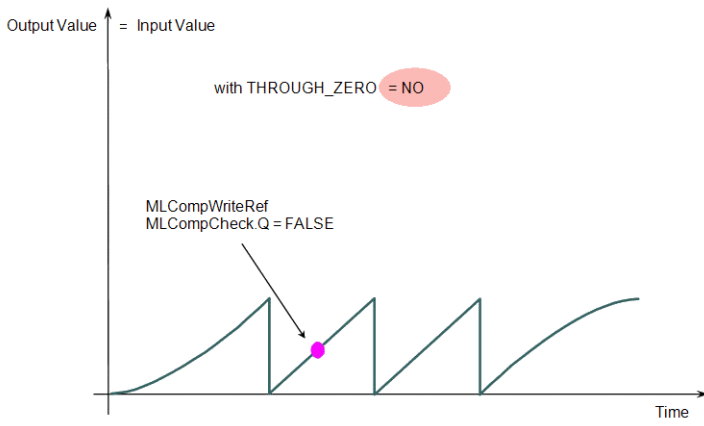 Output Value = Input Value
with THROUGH_ZERO = NO
MLCompWriteRef
MLCompCheck.Q = FALSE
Time